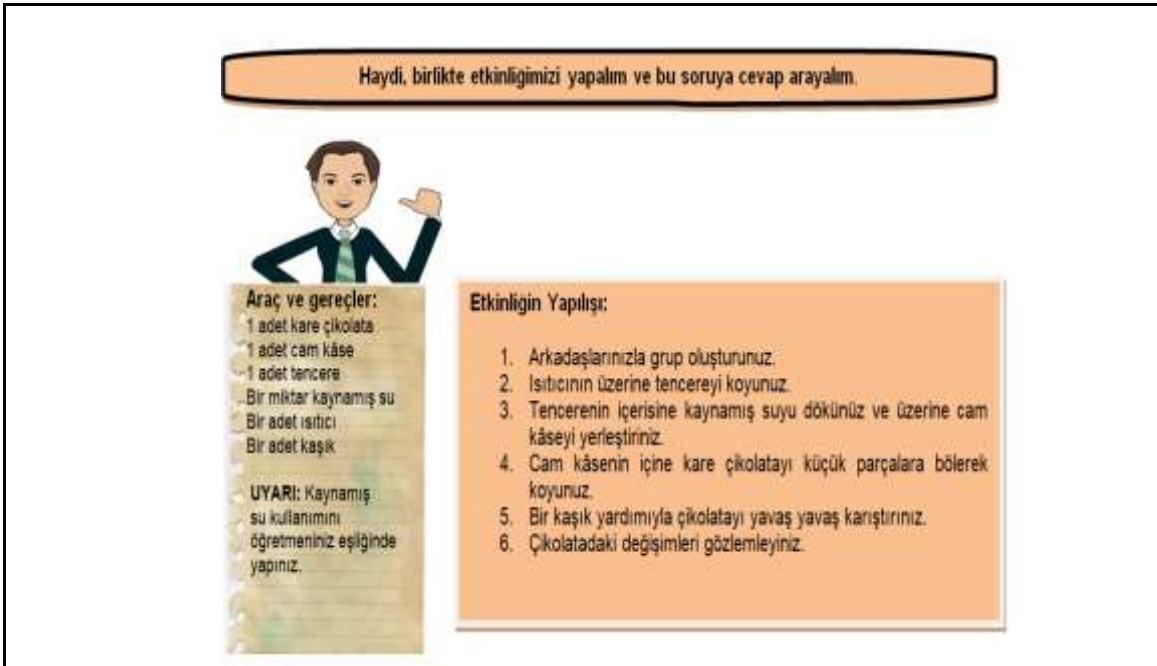 Haydi, birlikte etkinliğimizi yapalım ve bu soruya cevap arayalım.
Araç ve gereçler:
1 adet kare çikolata
1 adet cam kâse
1 adet tencere
Bir miktar kaynamış su
Bir adet ısıtıcı
Bir adet kaşık
UYARI: Kaynamış
su kullanımını
öğretmeniniz eşliğinde
yapınız.
Etkinliğin Yapılışı:
1. Arkadaşlarınızla grup oluşturunuz.
2. Isıtıcının üzerine tencereyi koyunuz.
3. Tencerenin içerisine kaynamış suyu dökünüz ve üzerine cam
kâseyi yerleştiriniz.
4. Cam kâsenin içine kare çikolatayı küçük parçalara bölerek
koyunuz.
5. Bir kaşık yardımıyla çikolatayı yavaş yavaş karıştırınız.
6. Çikolatadaki değişimleri gözlemleyiniz.